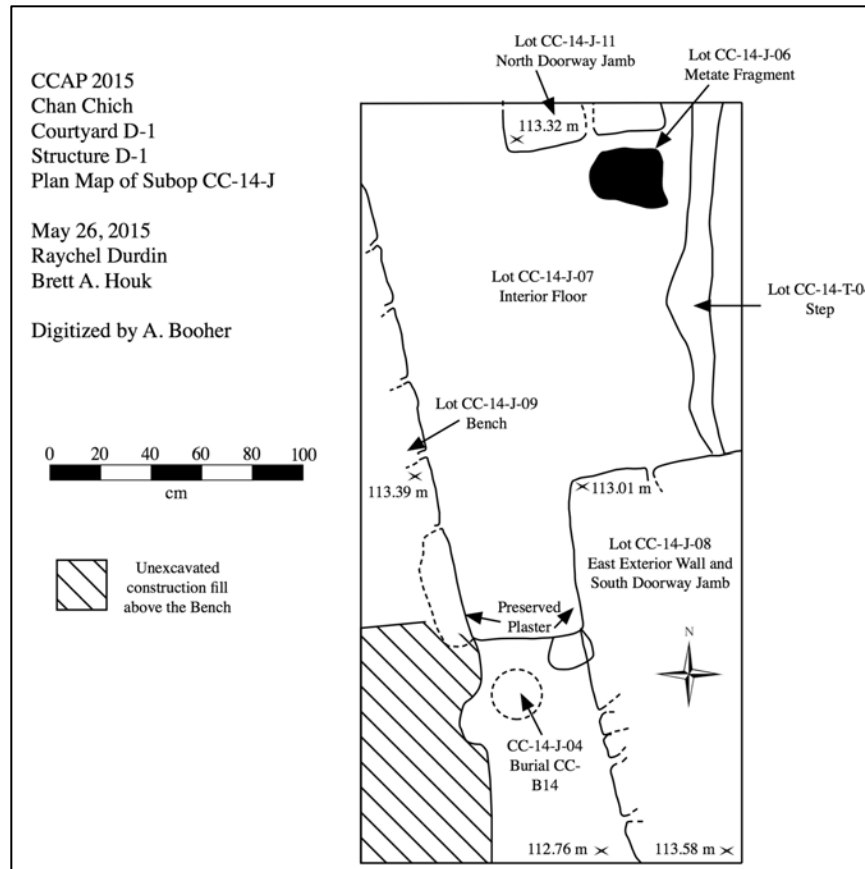 CCAP 2015
Chan Chich
Courtyard D-1
Structure D-1
Plan Map of Subop CC-14-J
May 26, 2015
Raychel Durdin
Brett A. Houk
Digitized by A. Booher
0 20 40 60 80 100
cm
Unexcavated
construction fill
above the Bench
Lot CC-14-J-11
North Doorway Jamb
Lot CC-14-J-06
Metate Fragment
113.32 m
Lot CC-14-J-07
Interior Floor
Lot CC-14-T-0
Step
Lot CC-14-J-09
Bench
113.39 m
113.01 m
Lot CC-14-J-08
East Exterior Wall and
South Doorway Jamb
Preserved
Plaster
N
CC-14-J-04
Burial CC-
B14
112.76 m
113.58 m